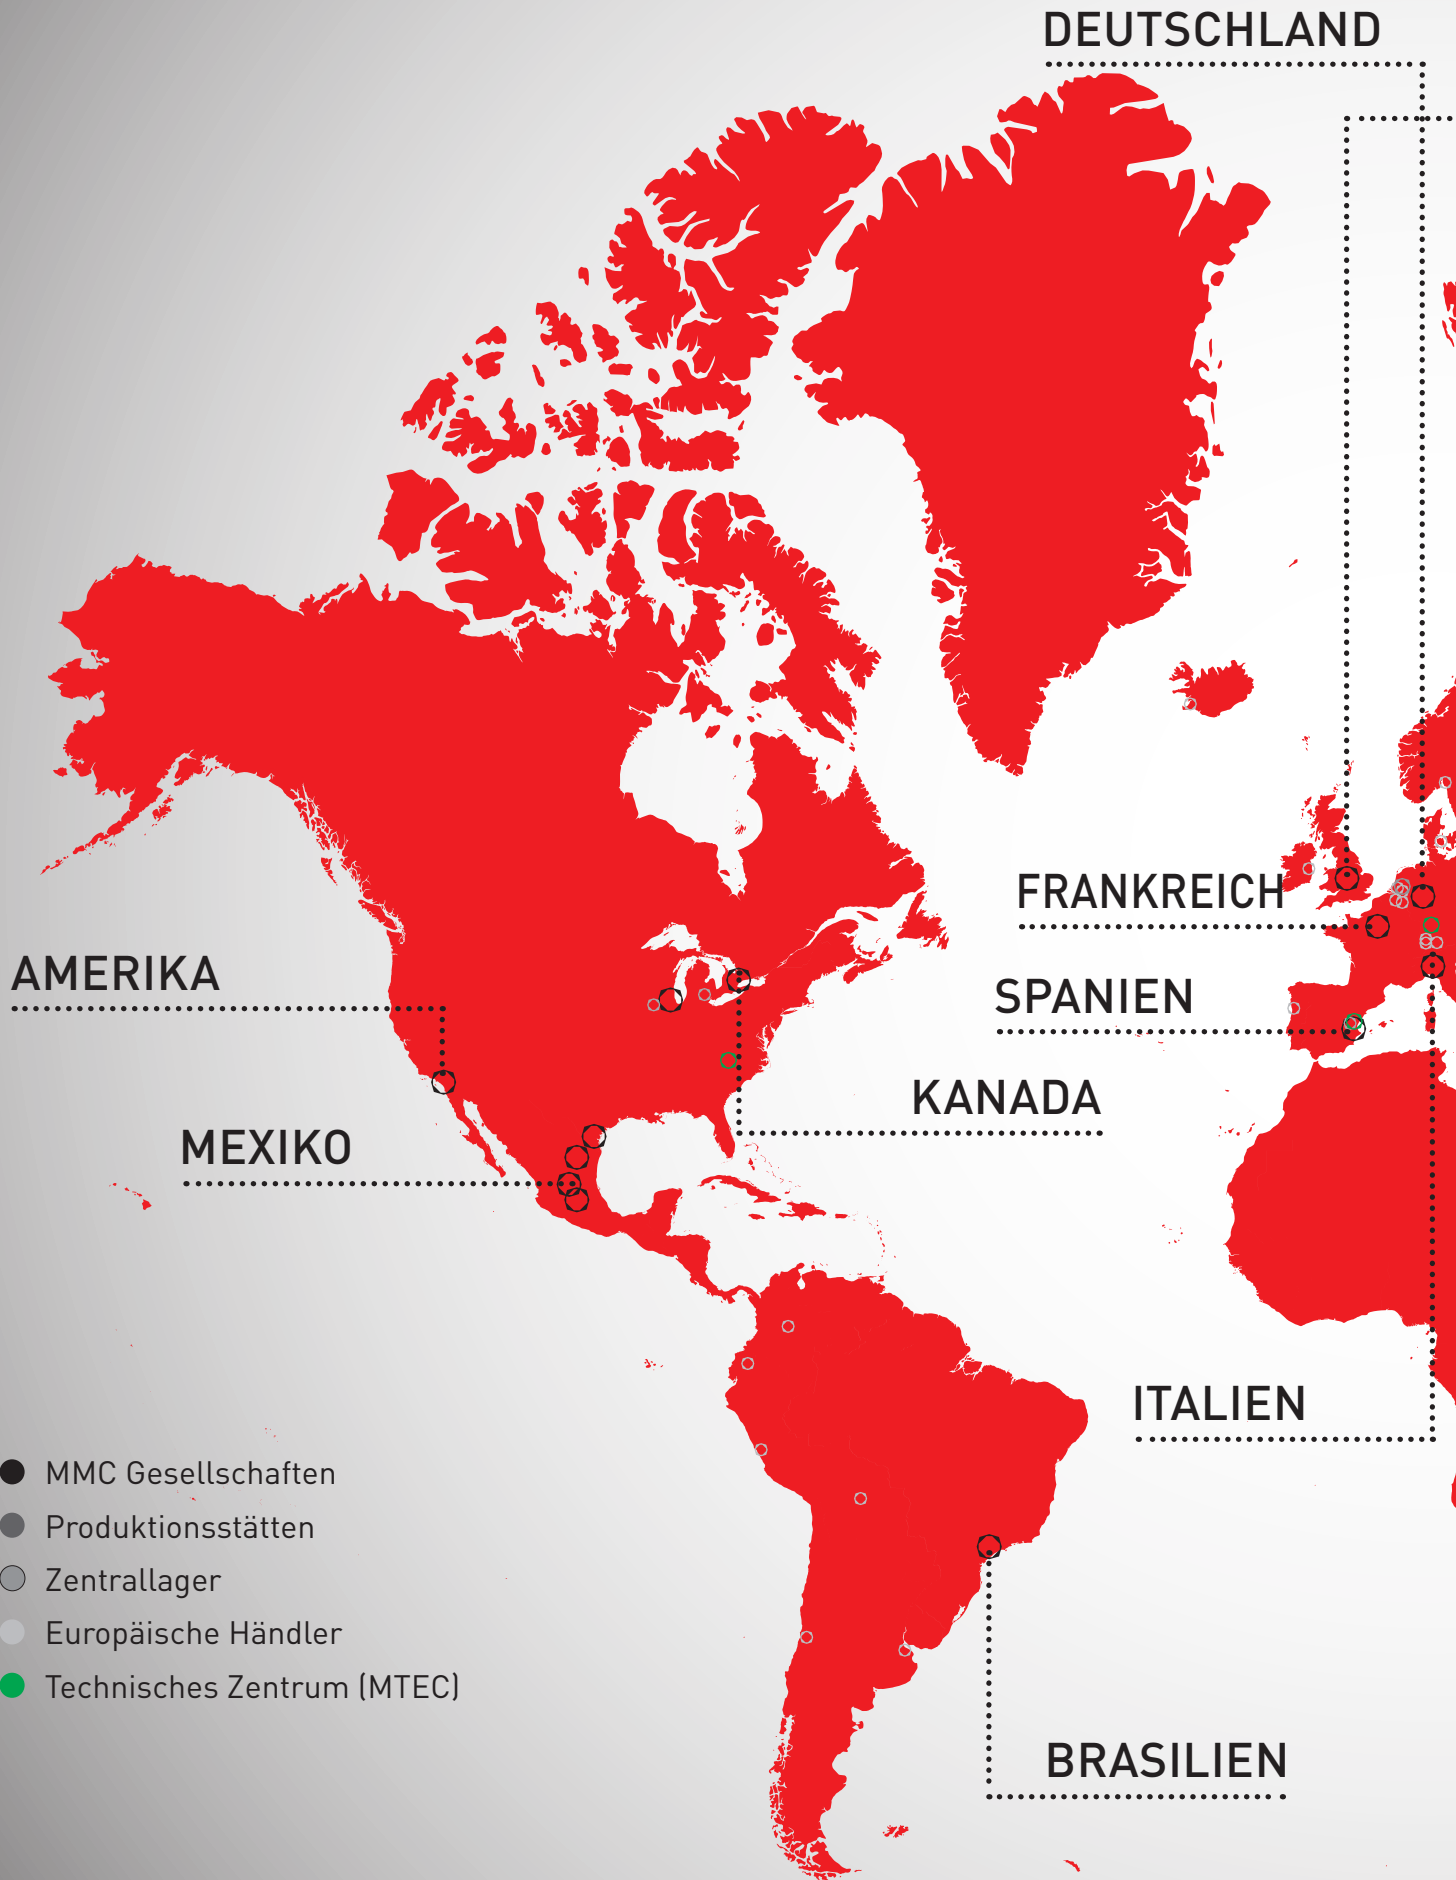 DEUTSCHLAND
FRANKREICH
AMERIKA
SPANIEN
KANADA
MEXIKO
ITALIEN
MMC Gesellschaften
Produktionsstätten
Zentrallager
Europäische Händler
Technisches Zentrum (MTEC)
BRASILIEN